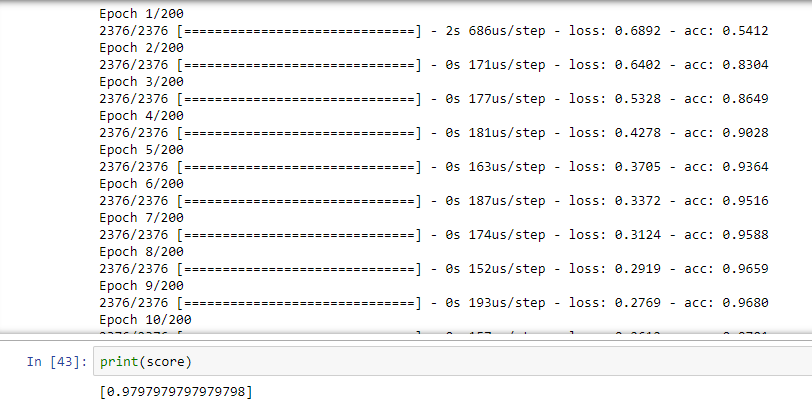 Epoch 1/200
2376/2376 [==============================] - 2s 686us/step - loss: 0.6892 - acc: 0.5412
Epoch 2/200
2376/2376 [==============================] - 0s 171us/step - loss: 0.6402 - acc: 0.8304
Epoch 3/200
2376/2376 [==============================] - 0s 177us/step - loss: 0.5328 - acc: 0.8649
Epoch 4/200
2376/2376 [==============================] - 0s 181us/step - loss: 0.4278 - acc: 0.9028
Epoch 5/200
2376/2376 [==============================] - 0s 163us/step - loss: 0.3705 - acc: 0.9364
Epoch 6/200
2376/2376 [==============================] - 0s 187us/step - loss: 0.3372 - acc: 0.9516
Epoch 7/200
2376/2376 [==============================] - 0s 174us/step - loss: 0.3124 - acc: 0.9588
Epoch 8/200
2376/2376 [==============================] - 0s 152us/step - loss: 0.2919 - acc: 0.9659
Epoch 9/200
2376/2376 [==============================] - 0s 193us/step - loss: 0.2769 - acc: 0.9680
Epoch 10/200
In [43]: print(score)
[0.9797979797979798]